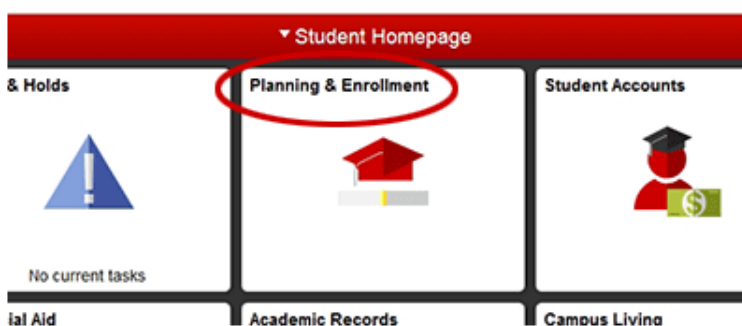 Student Homepage
& Holds
Planning & Enrollment
Student Accounts
No current tasks
ial Aid
Academic Records
Campus Living